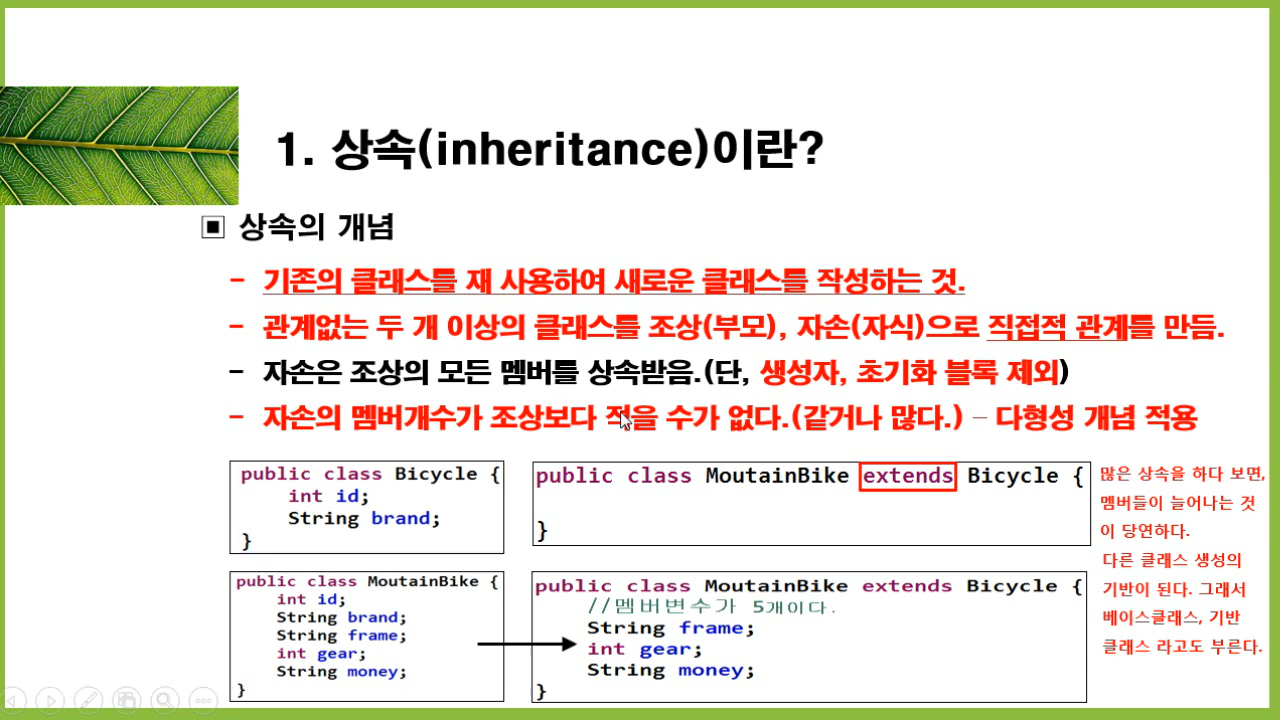 1. 상속(inheritance)이란?
▣ 상속의 개념
- 기존의 클래스를 재 사용하여 새로운 클래스를 작성하는 것.
- 관계없는 두 개 이상의 클래스를 조상(부모), 자손(자식)으로 직접적 관계를 만듬.
- 자손은 조상의 모든 멤버를 상속받음.(단, 생성자, 초기화 블록 제외)
- 자손의 멤버개수가 조상보다 적을 수가 없다.(같거나 많다.) – 다형성 개념 적용
public class Bicycle {
int id;
String brand;
}
public class MoutainBike extends Bicycle {
}
많은 상속을 하다 보면,
멤버들이 늘어나는 것
이 당연하다.
다른 클래스 생성의
기반이 된다. 그래서
베이스클래스, 기반
클래스 라고도 부른다.
public class MoutainBike {
int id;
String brand;
String frame;
int gear;
String money;
}
public class MoutainBike extends Bicycle {
//멤버변수가 5개이다.
String frame;
int gear;
String money;
}